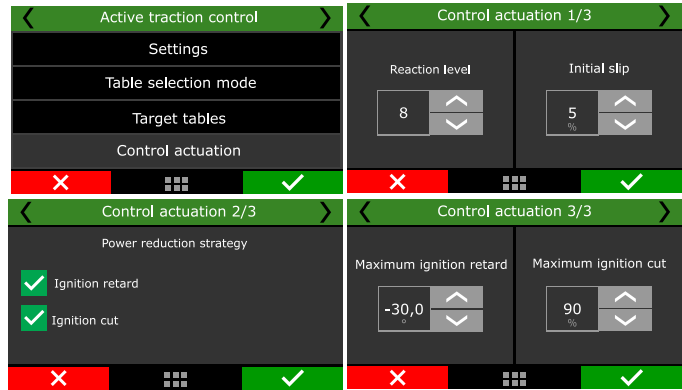 Active traction control
Settings
Table selection mode
Target tables
Control actuation
Control actuation 1/3
Reaction level
Initial slip
8
5
%
Control actuation 2/3
Power reduction strategy
Ignition retard
Ignition cut
Control actuation 3/3
Maximum ignition retard
Maximum ignition cut
-30,0
°
90
%